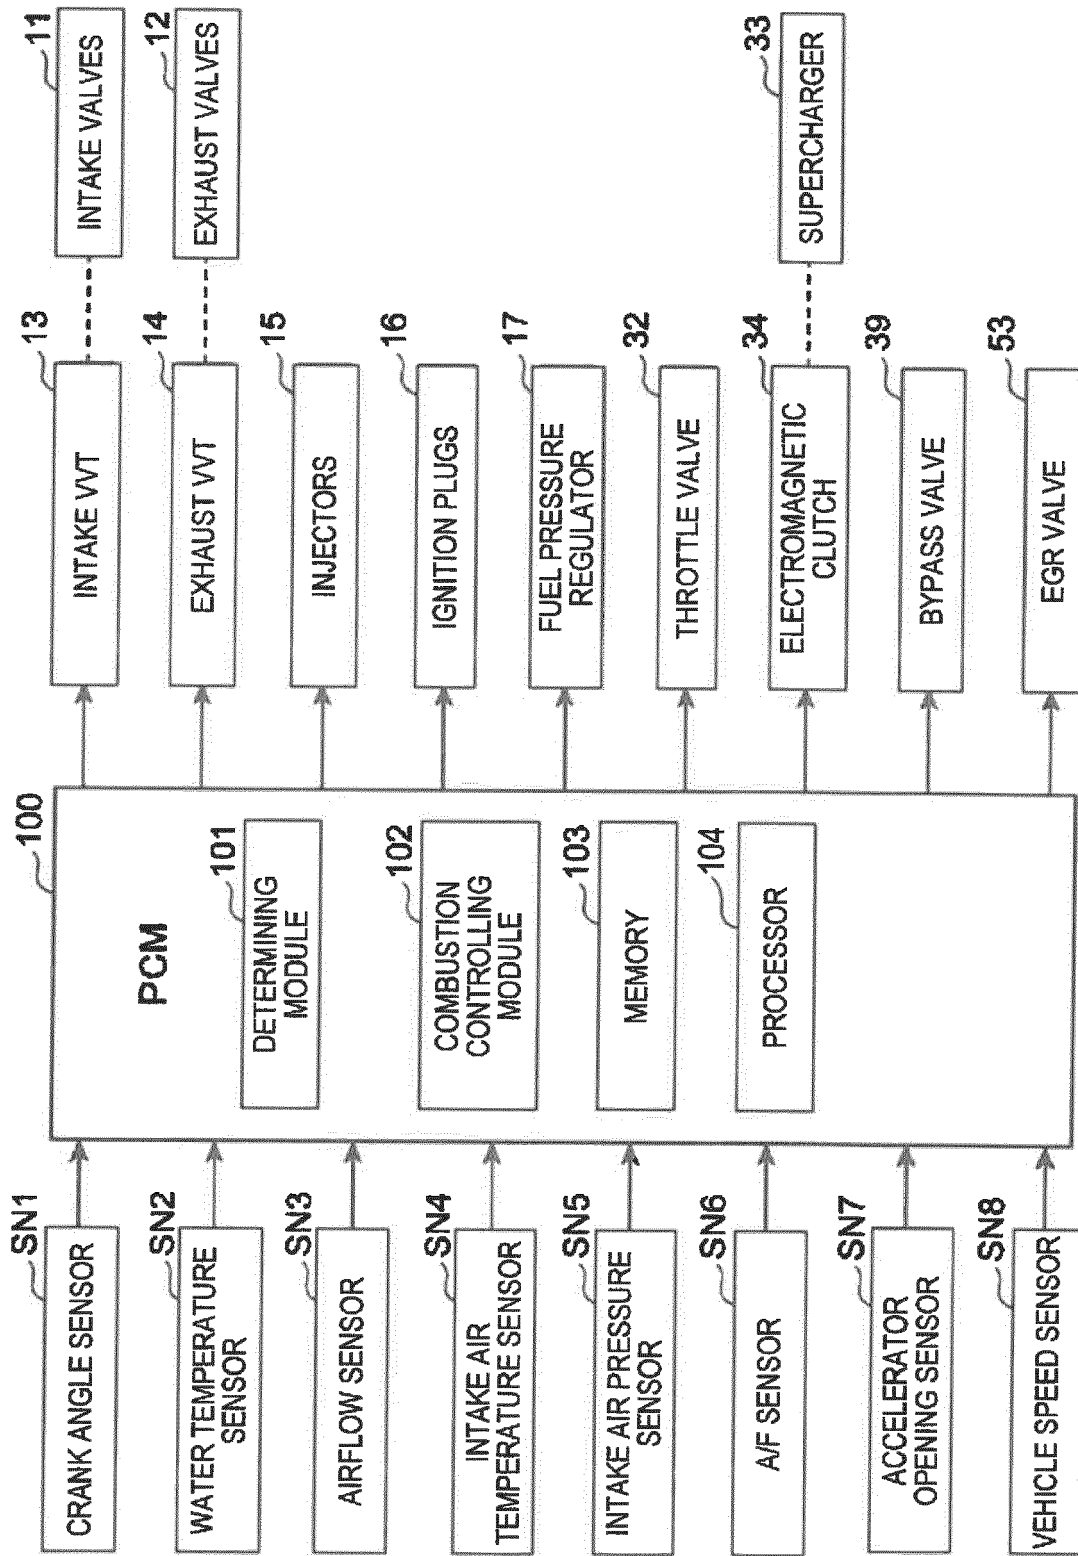 SN1
CRANK ANGLE SENSOR
SN2
WATER TEMPERATURE
SENSOR
SN3
AIRFLOW SENSOR
SN4
INTAKE AIR
TEMPERATURE SENSOR
SN5
INTAKE AIR PRESSURE
SENSOR
SN6
A/F SENSOR
SN7
ACCELERATOR
OPENING SENSOR
SN8
VEHICLE SPEED SENSOR
100
PCM
101
DETERMINING
MODULE
102
COMBUSTION
CONTROLLING
MODULE
103
MEMORY
104
PROCESSOR
13
INTAKE VVT
14
EXHAUST VVT
15
INJECTORS
16
IGNITION PLUGS
17
FUEL PRESSURE
REGULATOR
32
THROTTLE VALVE
34
ELECTROMAGNETIC
CLUTCH
39
BYPASS VALVE
53
EGR VALVE
11
INTAKE VALVES
12
EXHAUST VALVES
33
SUPERCHARGER